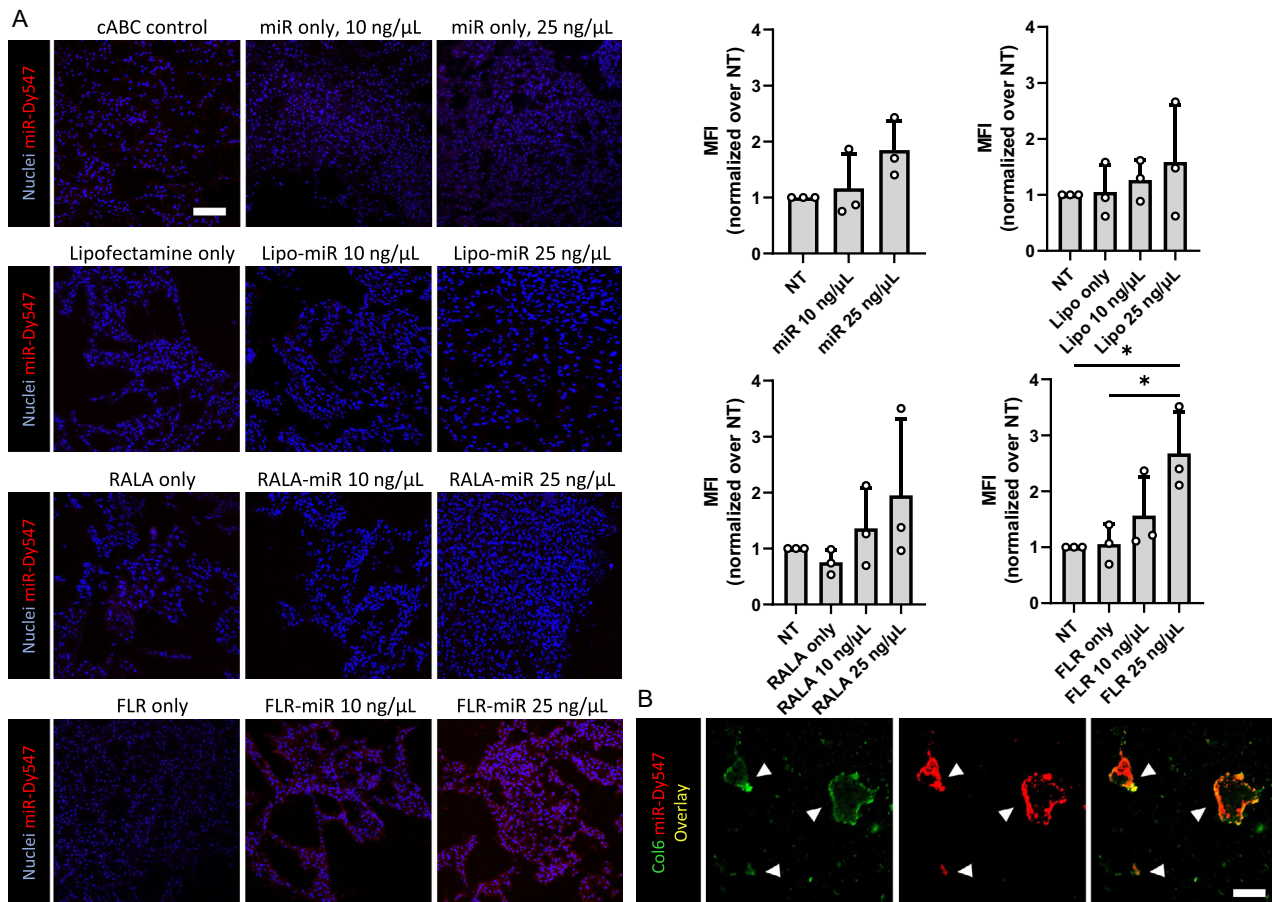 A
cABC control
miR only, 10 ng/µL
miR only, 25 ng/µL
Nuclei miR-Dy547
Lipofectamine only
Lipo-miR 10 ng/µL
Lipo-miR 25 ng/µL
Nuclei miR-Dy547
RALA only
RALA-miR 10 ng/µL
RALA-miR 25 ng/µL
Nuclei miR-Dy547
FLR only
FLR-miR 10 ng/µL
FLR-miR 25 ng/µL
Nuclei miR-Dy547
MFI
(normalized over NT)
4
3
2
1
0
NT
miR 10 ng/µL
miR 25 ng/µL
MFI
(normalized over NT)
4
3
2
1
0
NT
Lipo only
Lipo 10 ng/µL
Lipo 25 ng/µL
MFI
(normalized over NT)
4
3
2
1
0
NT
RALA only
RALA 10 ng/µL
RALA 25 ng/µL
MFI
(normalized over NT)
4
3
2
1
0
*
*
NT
FLR only
FLR 10 ng/µL
FLR 25 ng/µL
B
Col6 miR-Dy547
Overlay